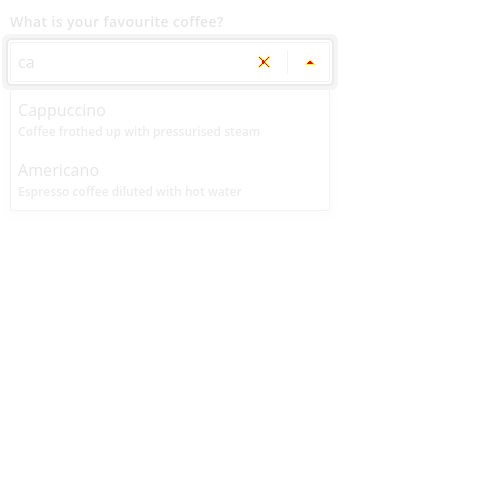 What is your favourite coffee?
ca
Cappuccino
Coffee frothed up with pressurised steam
Americano
Espresso coffee diluted with hot water